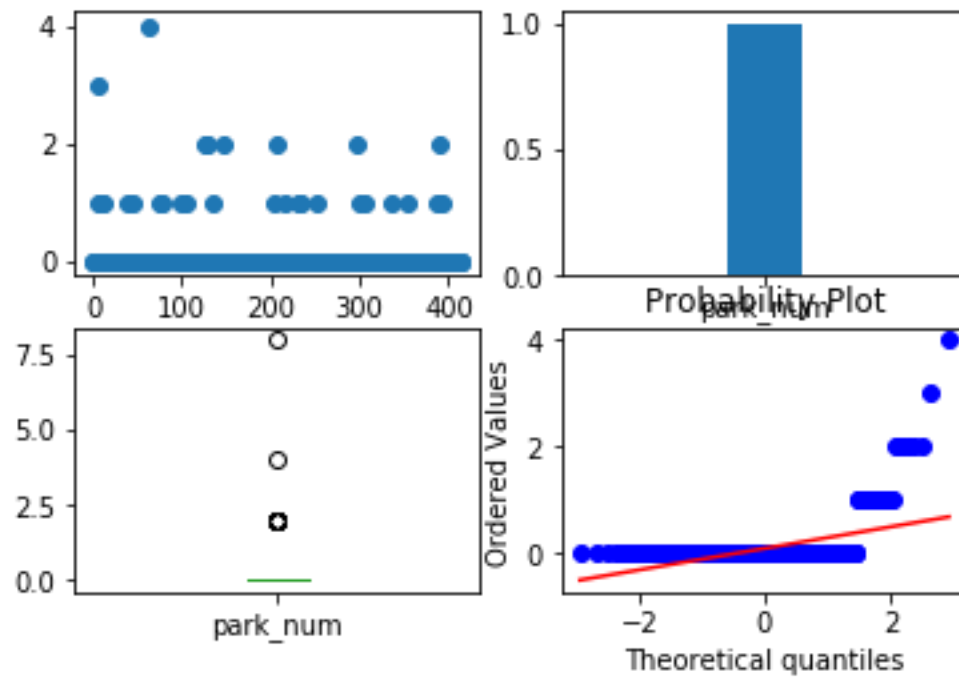 4
2
0
0 100 200 300 400
1.0
0.5
0.0
park_num
7.5
5.0
2.5
0.0
park_num
Probability Plot
Ordered Values
4
2
0
−2 0 2
Theoretical quantiles